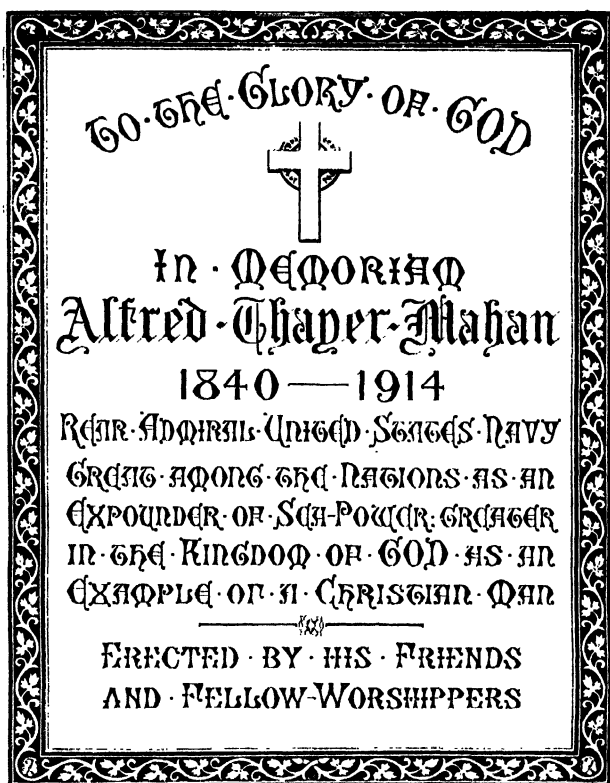 To · the · Glory · of · GOD
In · Memoriam
Alfred · Thayer · Mahan
1840 — 1914
Rear · Admiral · United · States · Navy
Great · among · the · Nations · as · an
Expounder · of · Sea-Power: greater
in · the · Kingdom · of · GOD · as · an
Example · of · a · Christian · Man
Erected · by · his · Friends
and · Fellow-Worshippers